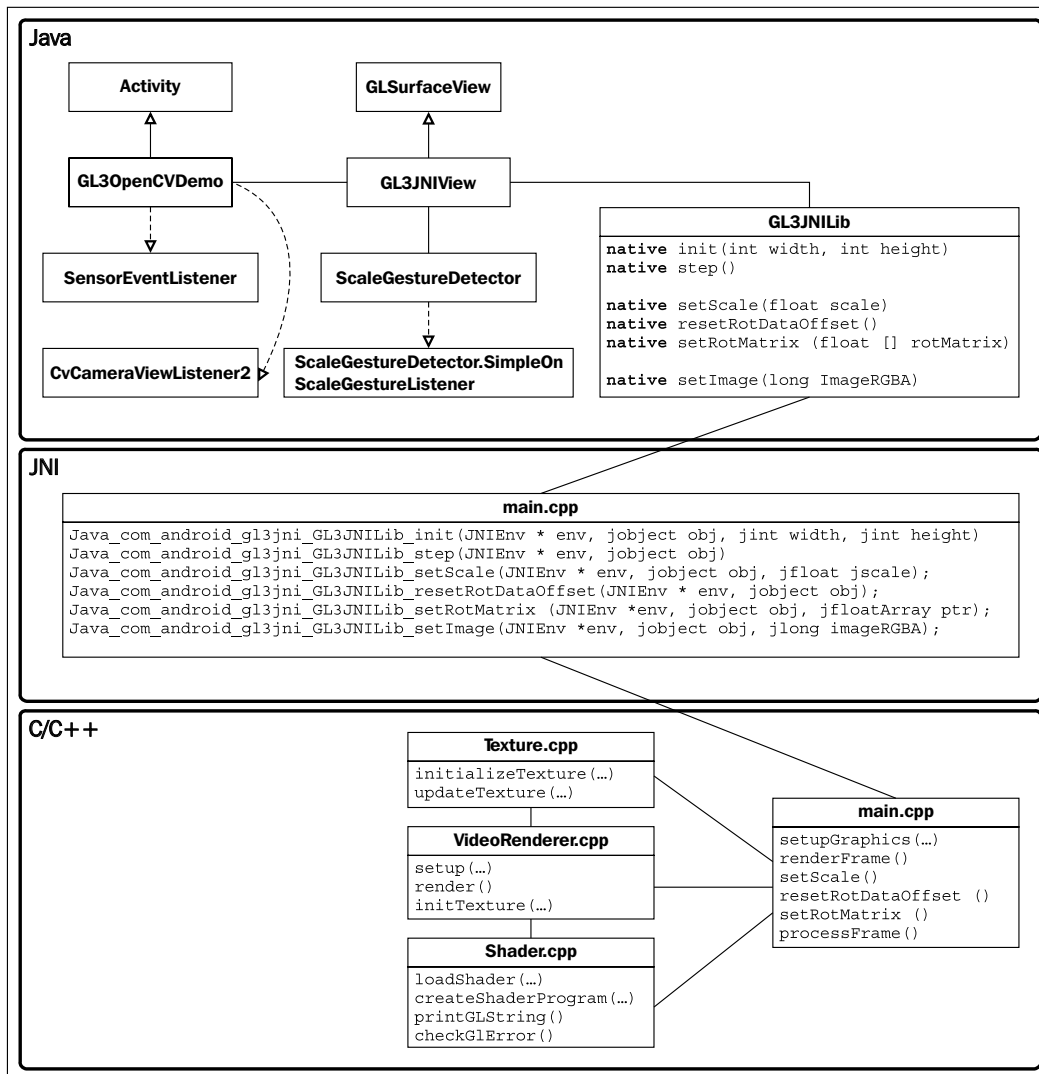 Java
Activity
GLSurfaceView
GL3OpenCVDemo
GL3JNIView
GL3JNILib
native init(int width, int height)
native step()
native setScale(float scale)
native resetRotDataOffset()
native setRotMatrix (float [] rotMatrix)
native setImage(long ImageRGBA)
SensorEventListener
ScaleGestureDetector
CvCameraViewListener2
ScaleGestureDetector.SimpleOn
ScaleGestureListener
JNI
main.cpp
Java_com_android_gl3jni_GL3JNILib_init(JNIEnv * env, jobject obj, jint width, jint height)
Java_com_android_gl3jni_GL3JNILib_step(JNIEnv * env, jobject obj)
Java_com_android_gl3jni_GL3JNILib_setScale(JNIEnv * env, jobject obj, jfloat jscale);
Java_com_android_gl3jni_GL3JNILib_resetRotDataOffset(JNIEnv * env, jobject obj);
Java_com_android_gl3jni_GL3JNILib_setRotMatrix (JNIEnv *env, jobject obj, jfloatArray ptr);
Java_com_android_gl3jni_GL3JNILib_setImage(JNIEnv *env, jobject obj, jlong imageRGBA);
C/C++
Texture.cpp
initializeTexture(…)
updateTexture(…)
VideoRenderer.cpp
setup(…)
render()
initTexture(…)
Shader.cpp
loadShader(…)
createShaderProgram(…)
printGLString()
checkGlError()
main.cpp
setupGraphics(…)
renderFrame()
setScale()
resetRotDataOffset ()
setRotMatrix ()
processFrame()